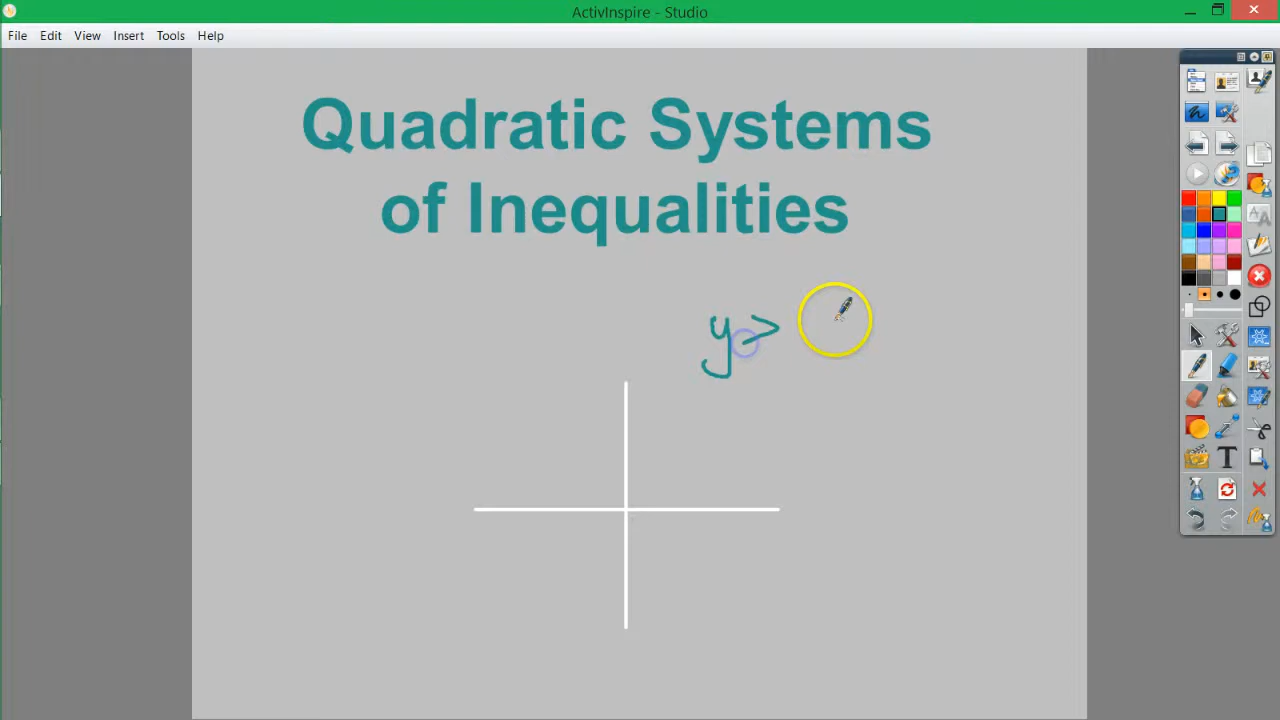 ActivInspire - Studio
File Edit View Insert Tools Help
Quadratic Systems
of Inequalities
y >